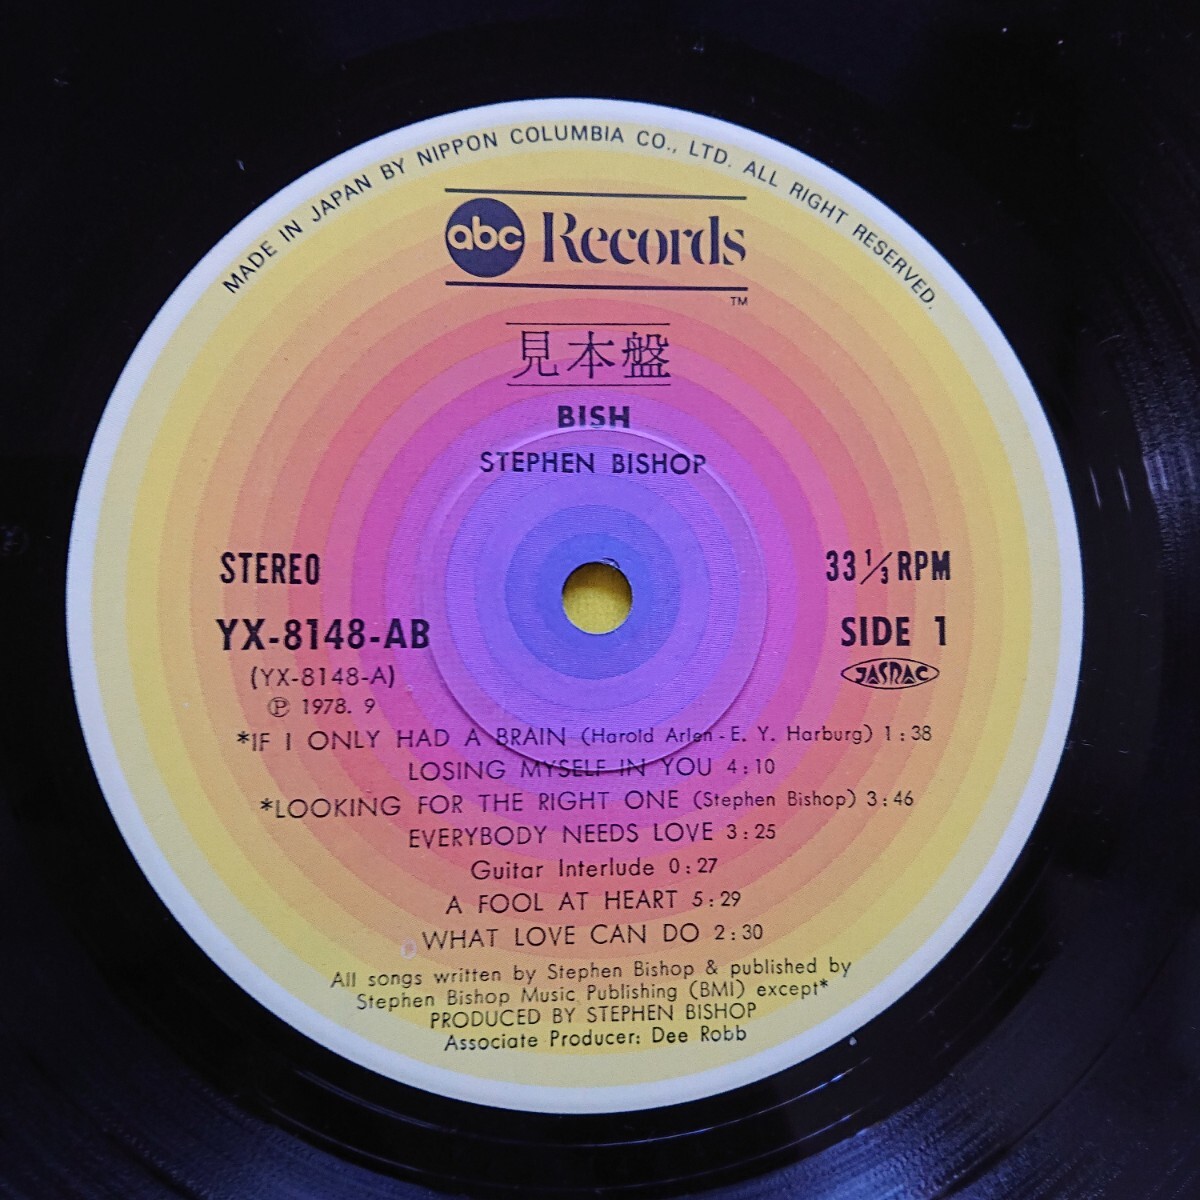 MADE IN JAPAN BY NIPPON COLUMBIA CO., LTD. ALL RIGHT RESERVED.
abc Records
TM
見本盤
BISH
STEPHEN BISHOP
STEREO
33 1/3 RPM
YX-8148-AB
SIDE 1
(YX-8148-A)
JASRAC
Ⓟ 1978. 9
*IF I ONLY HAD A BRAIN (Harold Arlen - E. Y. Harburg) 1:38
LOSING MYSELF IN YOU 4:10
*LOOKING FOR THE RIGHT ONE (Stephen Bishop) 3:46
EVERYBODY NEEDS LOVE 3:25
Guitar Interlude 0:27
A FOOL AT HEART 5:29
WHAT LOVE CAN DO 2:30
All songs written by Stephen Bishop & published by
Stephen Bishop Music Publishing (BMI) except*
PRODUCED BY STEPHEN BISHOP
Associate Producer: Dee Robb